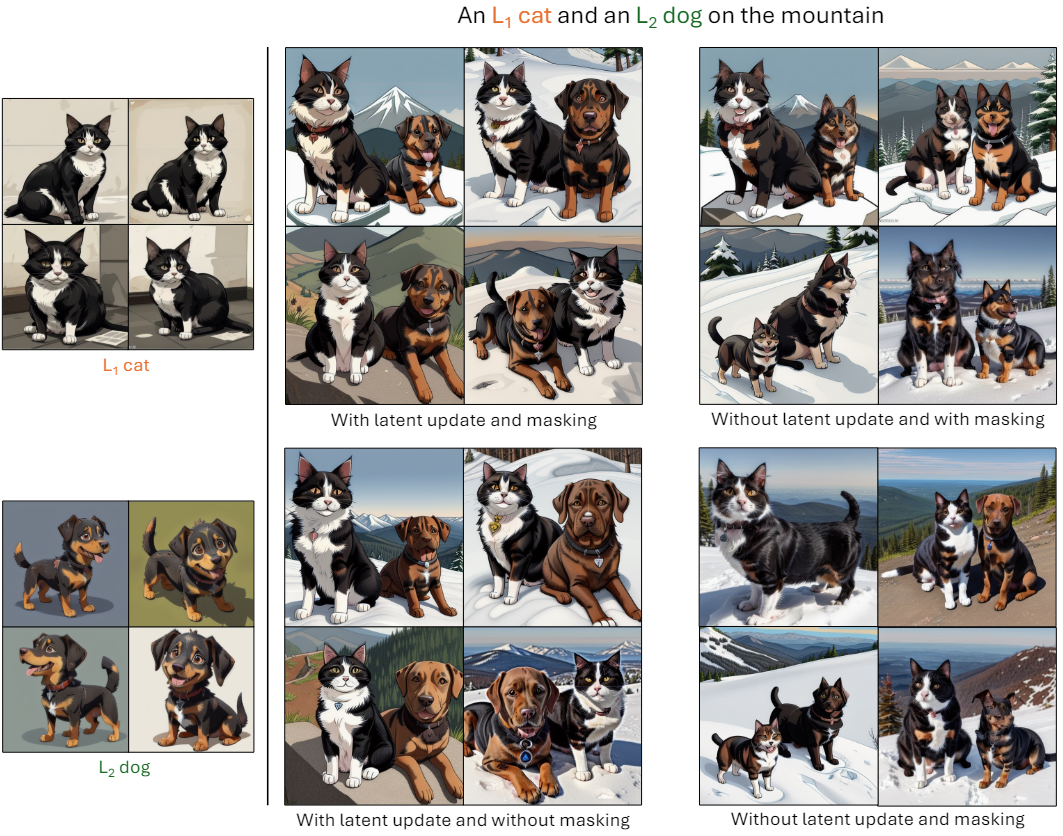 An L₁ cat and an L₂ dog on the mountain
L₁ cat
With latent update and masking
Without latent update and with masking
L₂ dog
With latent update and without masking
Without latent update and masking